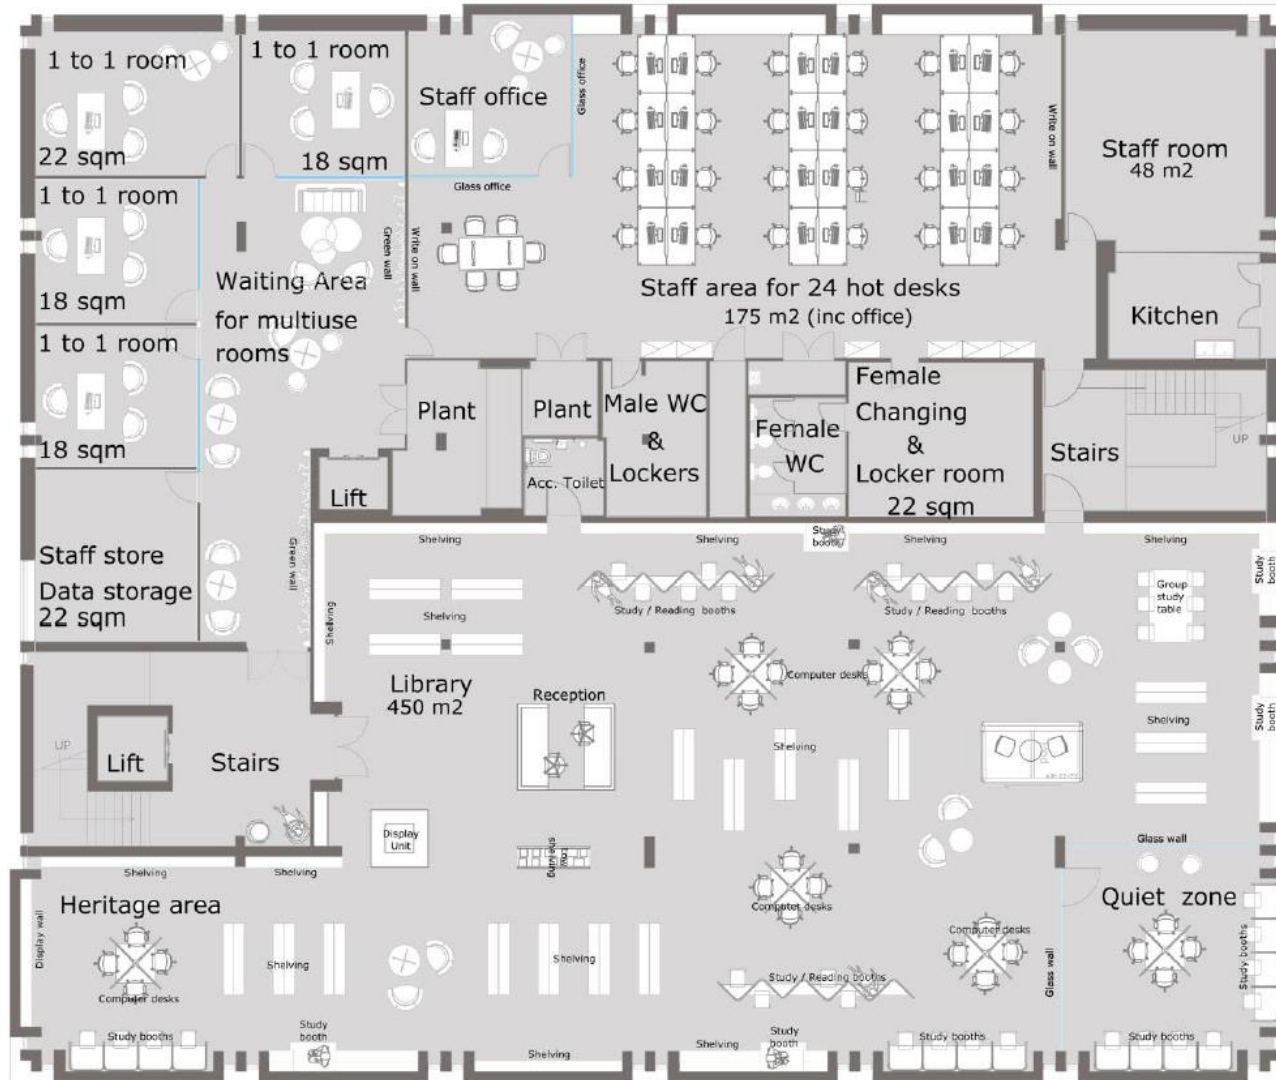 1 to 1 room
22 sqm
1 to 1 room
18 sqm
Staff office
Glass office
Glass office
Write on wall
Staff room
48 m2
1 to 1 room
18 sqm
Waiting Area
for multiuse
rooms
Green wall
Write on wall
Staff area for 24 hot desks
175 m2 (inc office)
Kitchen
1 to 1 room
18 sqm
Plant
Plant
Male WC
&
Lockers
Female
WC
Female
Changing
&
Locker room
22 sqm
Stairs
UP
Lift
Acc. Toilet
Staff store
Data storage
22 sqm
Green wall
Shelving
Shelving
Study
booth
Shelving
Shelving
Study
booth
Shelving
Shelving
Study / Reading booths
Study / Reading booths
Group
study
table
Library
450 m2
Reception
Computer desks
Shelving
Shelving
Study
booth
UP
Lift
Stairs
Display
Unit
Low
shelving
Glass wall
Shelving
Shelving
Heritage area
Display wall
Computer desks
Shelving
Shelving
Computer desks
Computer desks
Quiet zone
Glass wall
Study booths
Study / Reading booths
Study booths
Study
booth
Shelving
Shelving
Study
booth
Study booths
Study booths